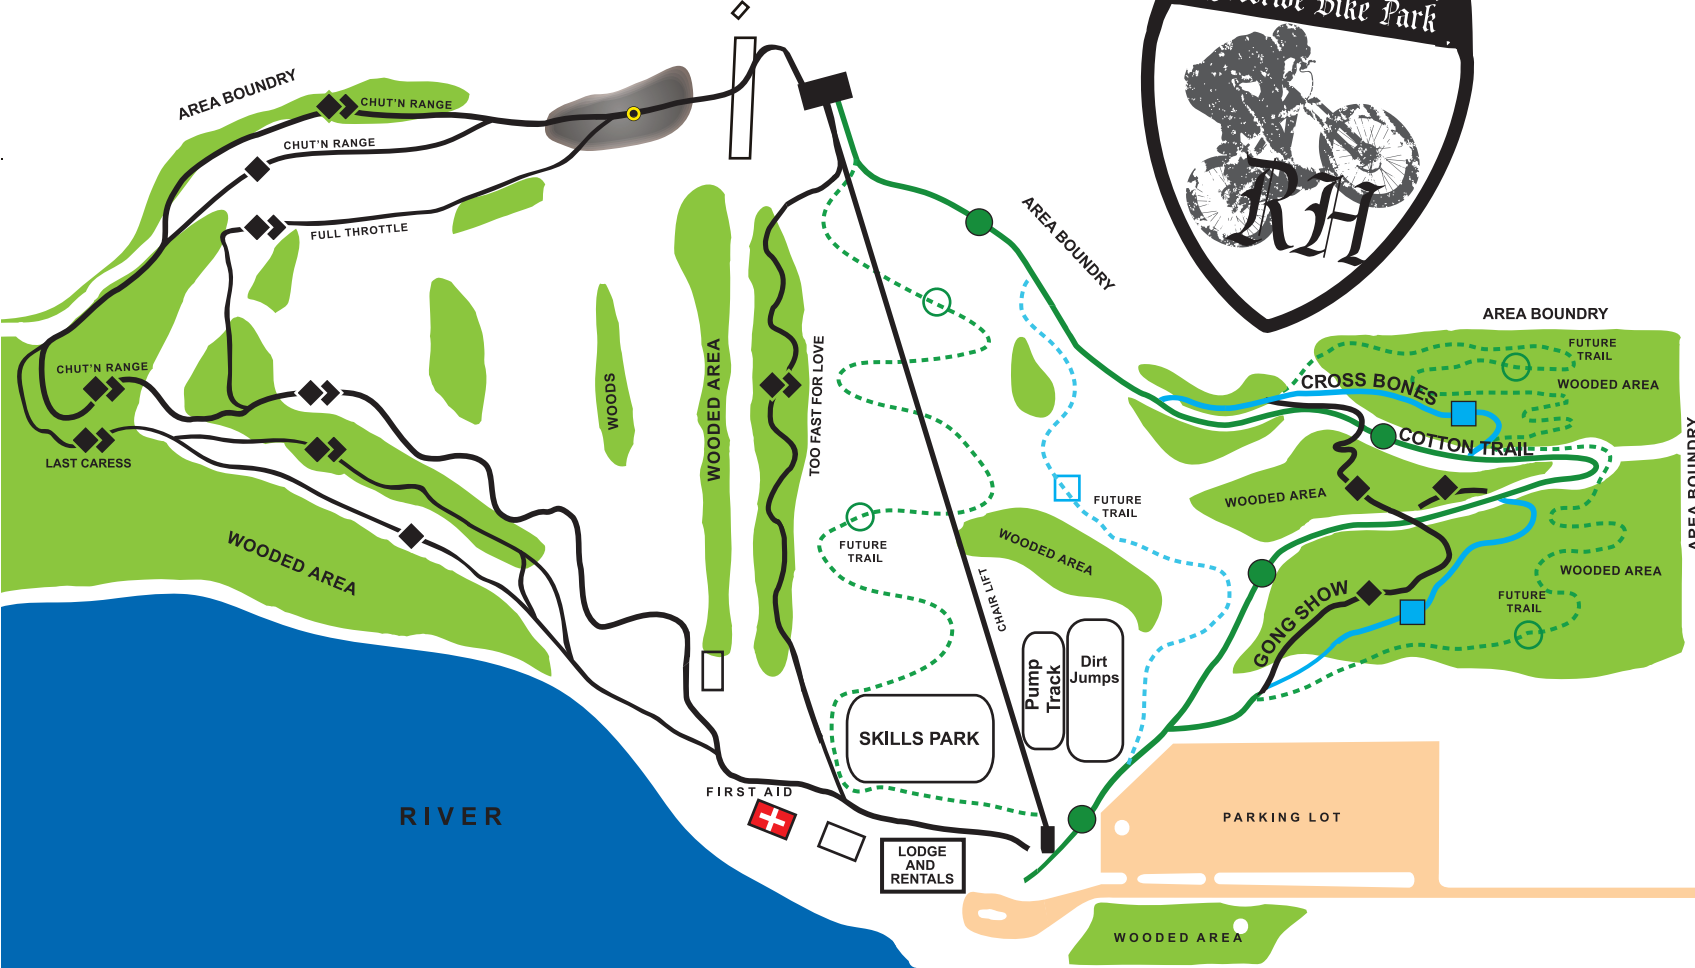 Bike Park
RH
AREA BOUNDRY
CHUT'N RANGE
CHUT'N RANGE
FULL THROTTLE
AREA BOUNDRY
AREA BOUNDRY
FUTURE
TRAIL
WOODED AREA
CROSS BONES
COTTON TRAIL
AREA BOUNDRY
CHUT'N RANGE
LAST CARESS
WOODS
WOODED AREA
TOO FAST FOR LOVE
WOODED AREA
FUTURE
TRAIL
FUTURE
TRAIL
WOODED AREA
WOODED AREA
WOODED AREA
FUTURE
TRAIL
GONG SHOW
CHAIR LIFT
Pump
Track
Dirt
Jumps
SKILLS PARK
FIRST AID
RIVER
PARKING LOT
LODGE
AND
RENTALS
WOODED AREA